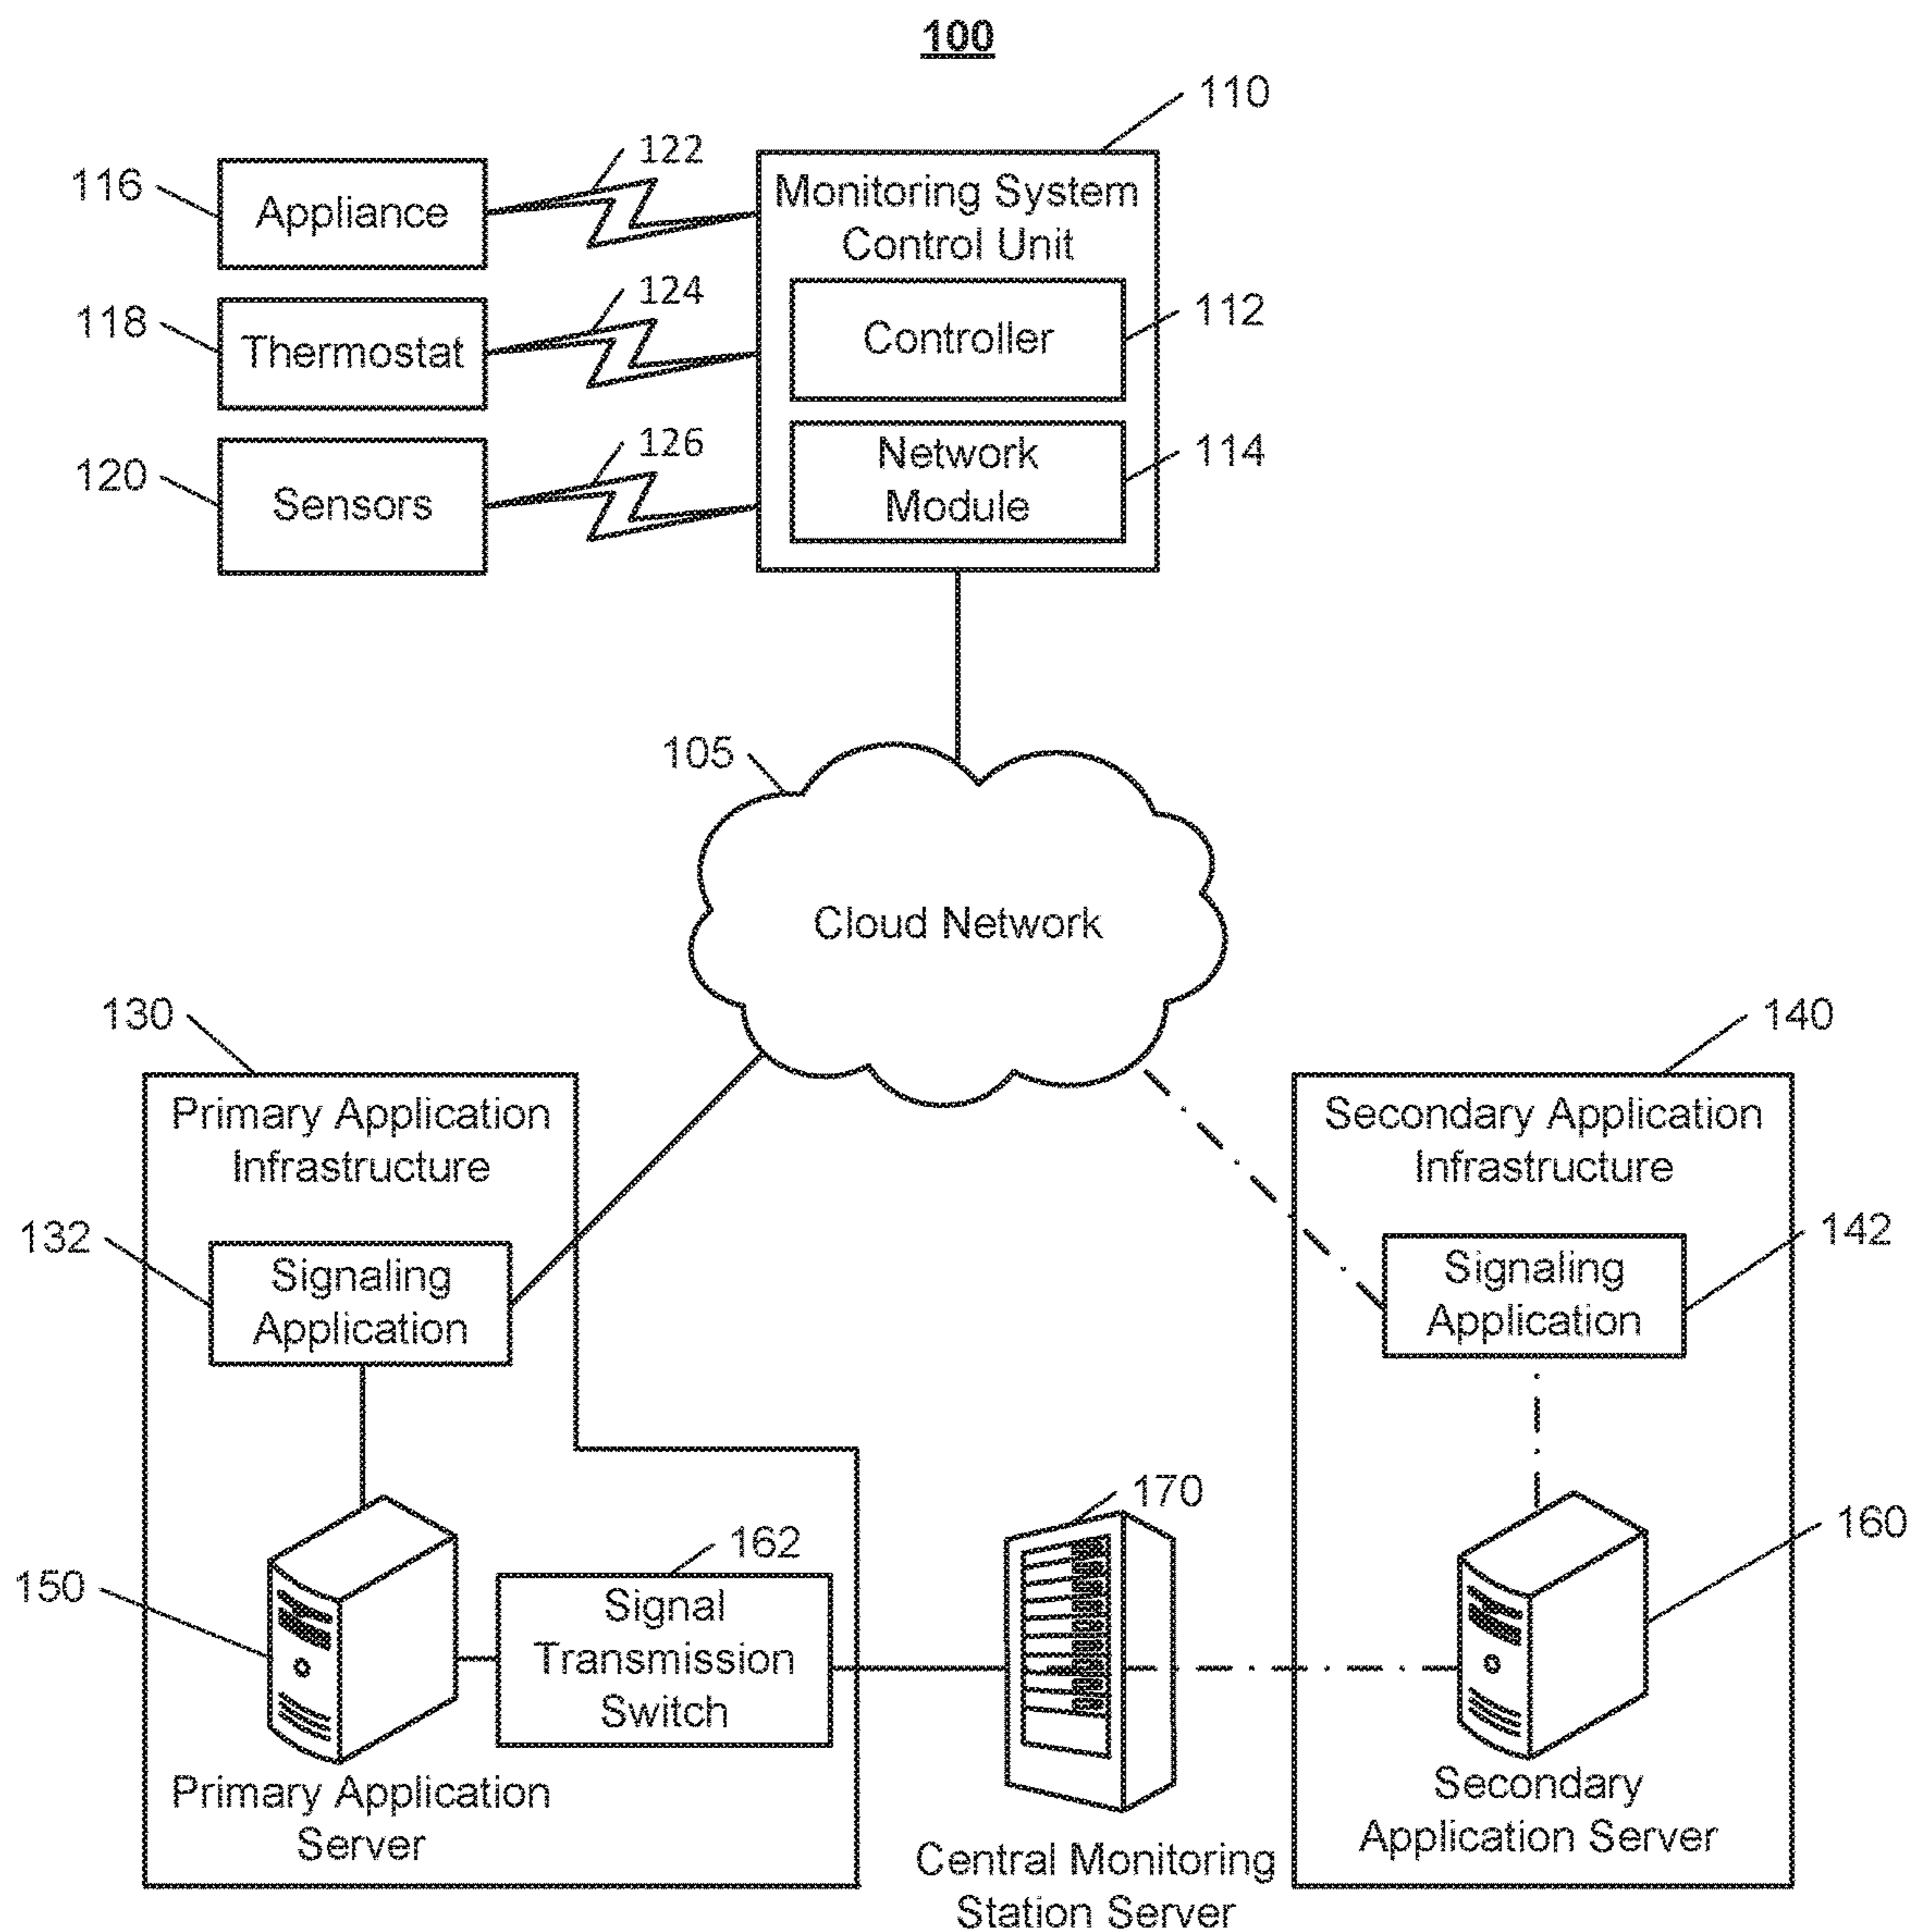 100
110
122
116
Appliance
Monitoring System
Control Unit
124
118
Thermostat
112
Controller
126
120
Sensors
114
Network
Module
105
Cloud Network
130
140
Primary Application
Infrastructure
Secondary Application
Infrastructure
132
Signaling
Application
142
Signaling
Application
170
162
160
150
Signal
Transmission
Switch
Primary Application
Server
Secondary
Application Server
Central Monitoring
Station Server